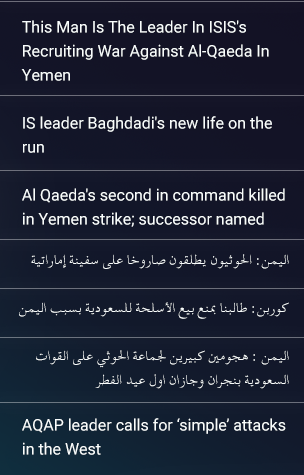 This Man Is The Leader In ISIS's
Recruiting War Against Al-Qaeda In
Yemen
IS leader Baghdadi's new life on the
run
Al Qaeda's second in command killed
in Yemen strike; successor named
اليمن: الحوثيون يطلقون صاروخا على سفينة إماراتية
كوربن: طالبنا بمنع بيع الأسلحة للسعودية بسبب اليمن
اليمن : هجومين كبيرين لجماعة الحوثي على القوات
السعودية بنجران وجازان اول عيد الفطر
AQAP leader calls for ‘simple’ attacks
in the West